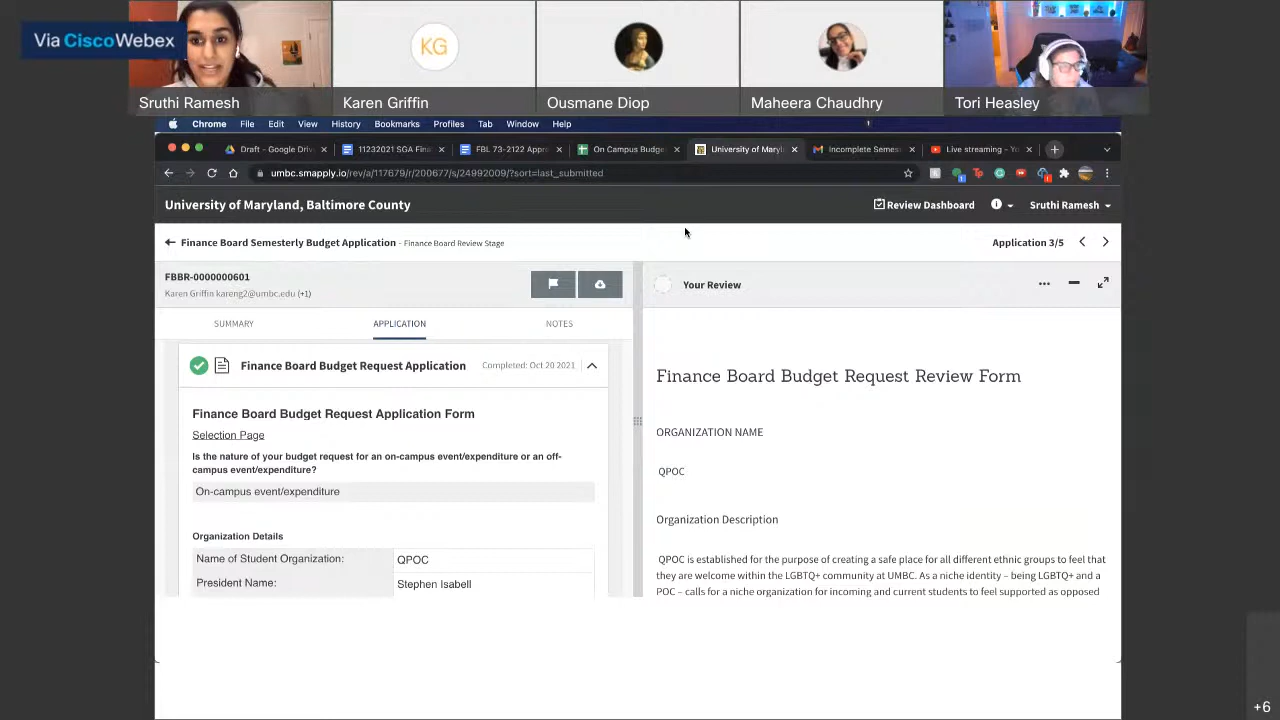 Via Cisco Webex
KG
Sruthi Ramesh
Karen Griffin
Ousmane Diop
Maheera Chaudhry
Tori Heasley
Chrome File Edit View History Bookmarks Profiles Tab Window Help
Draft - Google Driv
11232021 SGA Fina
FBL 73-2122 Appro
On Campus Budge
University of Maryl
Incomplete Semes
Live streaming - Yo
umbc.smapply.io/rev/a/117679/r/200677/s/24992009/?sort=last_submitted
University of Maryland, Baltimore County
Review Dashboard
Sruthi Ramesh
Finance Board Semesterly Budget Application - Finance Board Review Stage
Application 3/5
FBBR-0000000601
Karen Griffin kareng2@umbc.edu (+1)
SUMMARY
APPLICATION
NOTES
Finance Board Budget Request Application
Completed: Oct 20 2021
Finance Board Budget Request Application Form
Selection Page
Is the nature of your budget request for an on-campus event/expenditure or an off-
campus event/expenditure?
On-campus event/expenditure
Organization Details
Name of Student Organization: QPOC
President Name: Stephen Isabell
Your Review
Finance Board Budget Request Review Form
ORGANIZATION NAME
QPOC
Organization Description
QPOC is established for the purpose of creating a safe place for all different ethnic groups to feel that
they are welcome within the LGBTQ+ community at UMBC. As a niche identity – being LGBTQ+ and a
POC – calls for a niche organization for incoming and current students to feel supported as opposed
+6